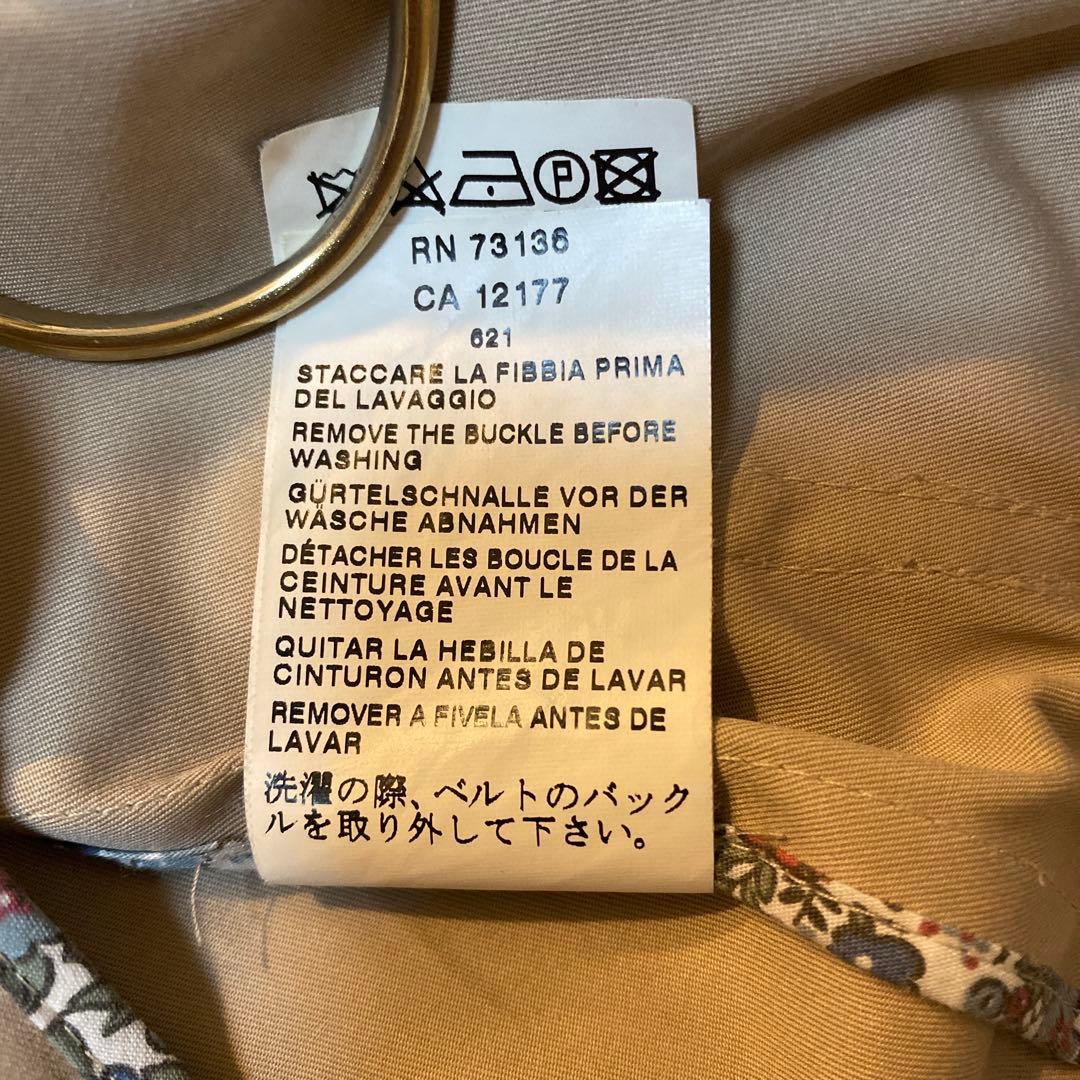 P
RN 73136
CA 12177
621
STACCARE LA FIBBIA PRIMA
DEL LAVAGGIO
REMOVE THE BUCKLE BEFORE
WASHING
GÜRTELSCHNALLE VOR DER
WÄSCHE ABNAHMEN
DÉTACHER LES BOUCLE DE LA
CEINTURE AVANT LE
NETTOYAGE
QUITAR LA HEBILLA DE
CINTURON ANTES DE LAVAR
REMOVER A FIVELA ANTES DE
LAVAR
洗濯の際、ベルトのバック
ルを取り外して下さい。